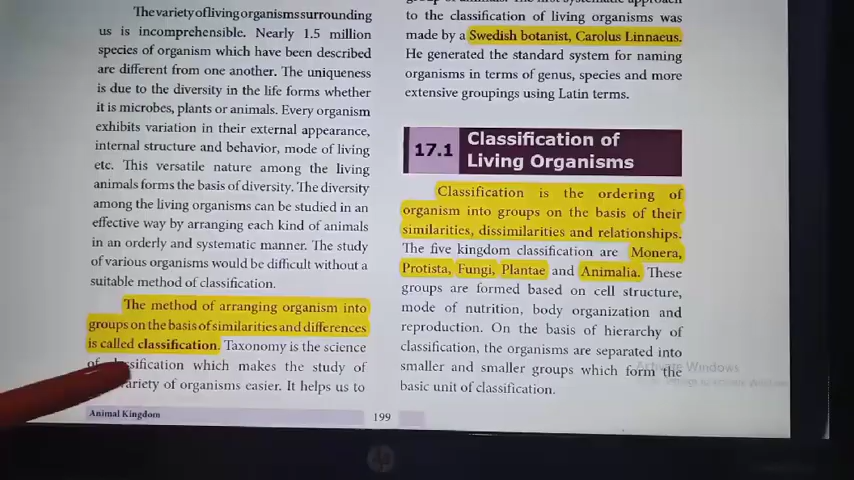 The variety of living organisms surrounding
us is incomprehensible. Nearly 1.5 million
species of organism which have been described
are different from one another. The uniqueness
is due to the diversity in the life forms whether
it is microbes, plants or animals. Every organism
exhibits variation in their external appearance,
internal structure and behavior, mode of living
etc. This versatile nature among the living
animals forms the basis of diversity. The diversity
among the living organisms can be studied in an
effective way by arranging each kind of animals
in an orderly and systematic manner. The study
of various organisms would be difficult without a
suitable method of classification.
The method of arranging organism into
groups on the basis of similarities and differences
is called classification. Taxonomy is the science
of classification which makes the study of
variety of organisms easier. It helps us to
to the classification of living organisms was
made by a Swedish botanist, Carolus Linnaeus.
He generated the standard system for naming
organisms in terms of genus, species and more
extensive groupings using Latin terms.
17.1 Classification of
Living Organisms
Classification is the ordering of
organism into groups on the basis of their
similarities, dissimilarities and relationships.
The five kingdom classification are Monera,
Protista, Fungi, Plantae and Animalia. These
groups are formed based on cell structure,
mode of nutrition, body organization and
reproduction. On the basis of hierarchy of
classification, the organisms are separated into
smaller and smaller groups which form the
basic unit of classification.
Animal Kingdom
199
Activate Windows
hp